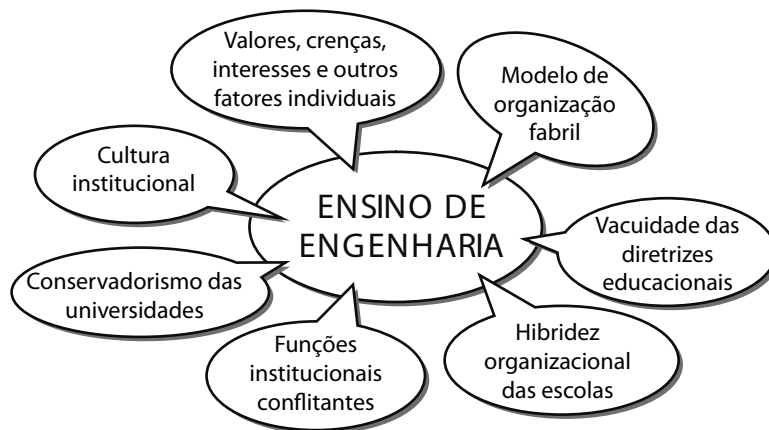 Valores, crenças,
interesses e outros
fatores individuais
Modelo de
organização
fabril
Cultura
institucional
ENSINO DE
ENGENHARIA
Vacuidade das
diretrizes
educacionais
Conservadorismo das
universidades
Funções
institucionais
conflitantes
Hibridez
organizacional
das escolas